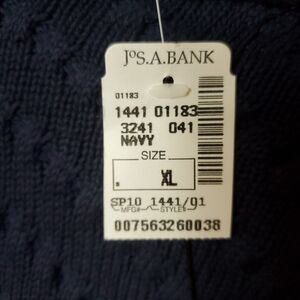 JOS.A.BANK
01183
1441 01183
3241 041
NAVY
SIZE
. XL
SP10 1441/01
MFG# STYLE#
007563260038